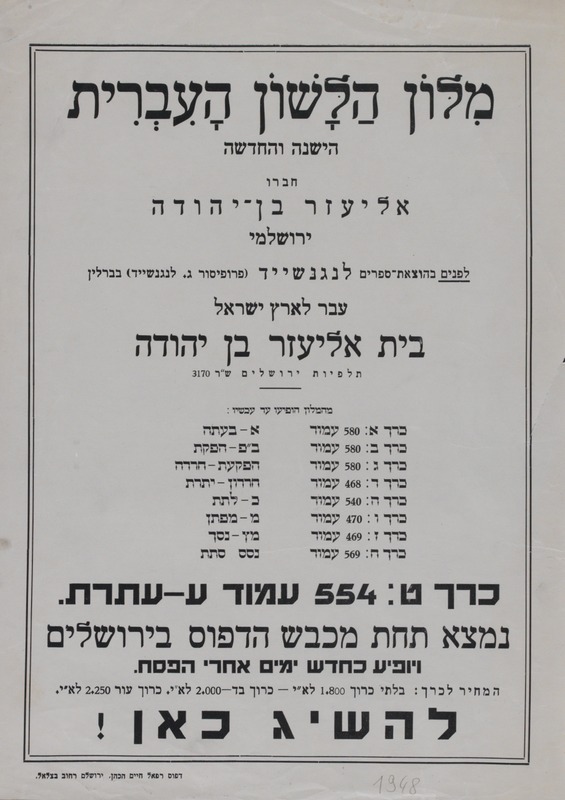 מִלּוֹן הַלָּשׁוֹן הָעִבְרִית
הישנה והחדשה
חברו
אליעזר בן־יהודה
ירושלמי
לפנים בהוצאת־ספרים לנגנשייד (פרופיסור ג. לנגנשייד) בברלין
עבר לארץ ישראל
בית אליעזר בן יהודה
תלפיות ירושלים ש״ר 3170
מהמלון הופיעו עד עכשיו :
כרך א: 580 עמוד א – בעתה
כרך ב: 580 עמוד ב״פ – הפקת
כרך ג: 580 עמוד הפקעת – חרדה
כרך ד: 468 עמוד חרדון – יתרת
כרך ה: 540 עמוד כ – לתת
כרך ו: 470 עמוד מ – מפתן
כרך ז: 469 עמוד מץ – נסך
כרך ח: 569 עמוד נסס סתת
כרך ט: 554 עמוד ע–עתרת.
נמצא תחת מכבש הדפוס בירושלים
ויופיע כחדש ימים אחרי הפסח.
המחיר לכרך: בלתי כרוך 1.800 לא״י – כרוך בד – 2.000 לא״י. כרוך עור 2.250 לא״י.
להשיג כאן !
דפוס רפאל חיים הכהן. ירושלם רחוב בצלאל.
1948